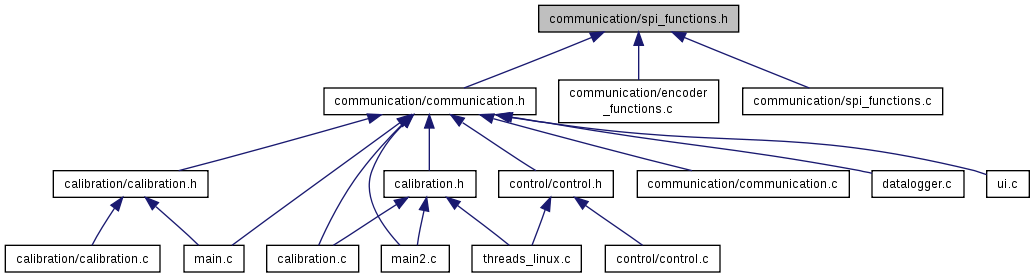 communication/spi_functions.h
communication/communication.h
communication/encoder
_functions.c
communication/spi_functions.c
calibration/calibration.h
calibration.h
control/control.h
communication/communication.c
datalogger.c
ui.c
calibration/calibration.c
main.c
calibration.c
main2.c
threads_linux.c
control/control.c